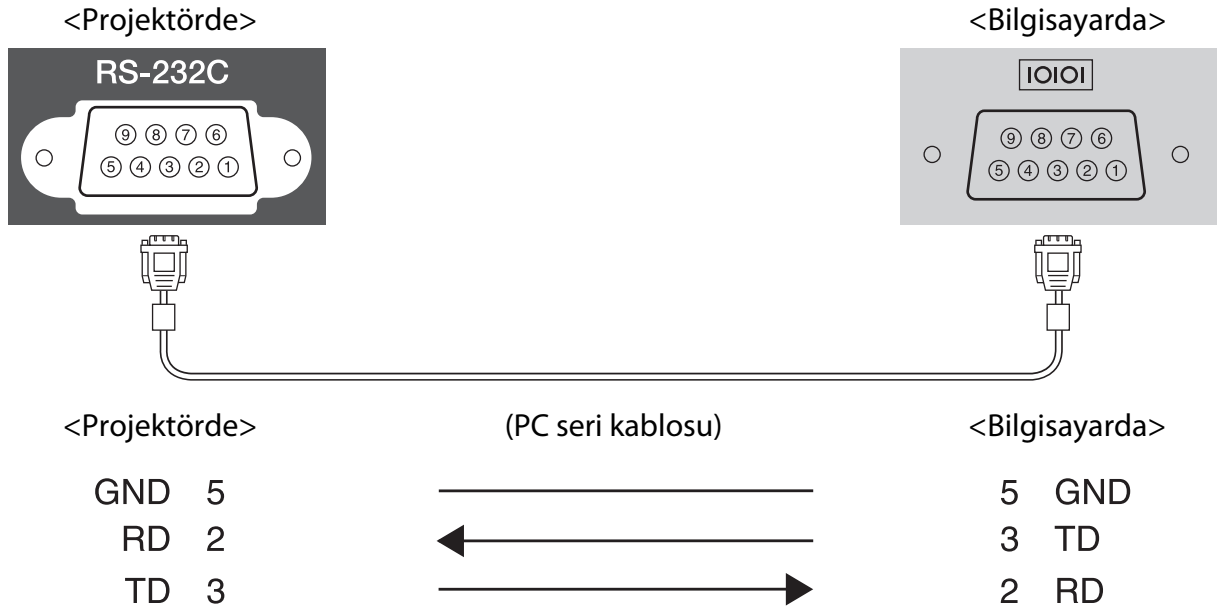 <Projektörde> <Bilgisayarda>
RS-232C IOIOI
9 8 7 6 9 8 7 6
5 4 3 2 1 5 4 3 2 1
<Projektörde> (PC seri kablosu) <Bilgisayarda>
GND 5 5 GND
RD 2 3 TD
TD 3 2 RD